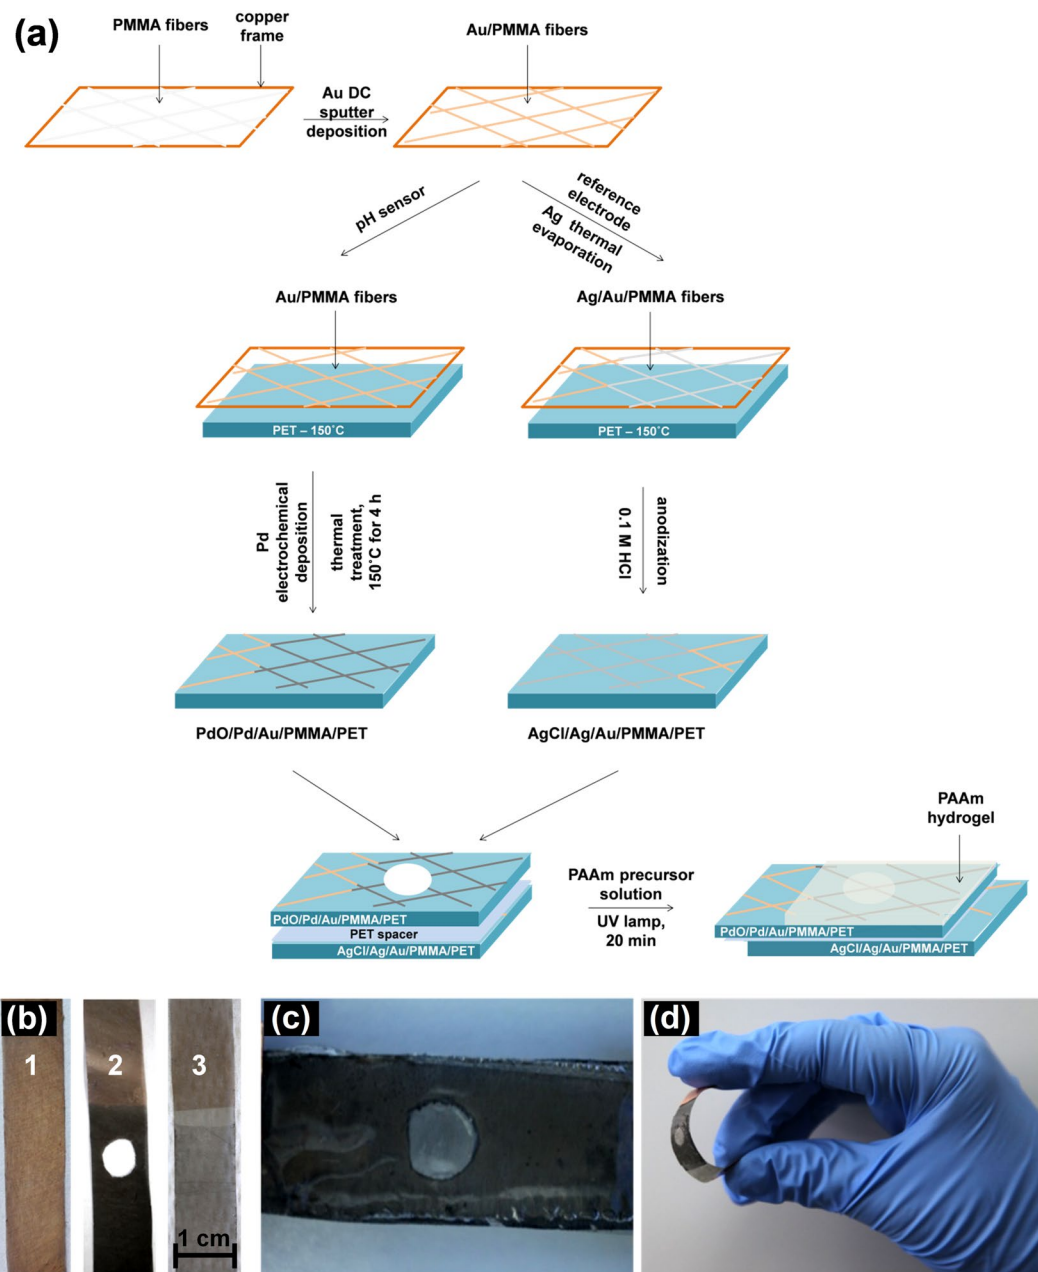 (a)
PMMA fibers
copper
frame
Au/PMMA fibers
Au DC
sputter
deposition
pH sensor
reference
electrode
Ag thermal
evaporation
Au/PMMA fibers
Ag/Au/PMMA fibers
PET – 150˚C
PET – 150˚C
Pd
electrochemical
deposition
thermal
treatment,
150˚C for 4 h
0.1 M HCl
anodization
PdO/Pd/Au/PMMA/PET
AgCl/Ag/Au/PMMA/PET
PAAm
hydrogel
PdO/Pd/Au/PMMA/PET
PET spacer
AgCl/Ag/Au/PMMA/PET
PAAm precursor
solution
UV lamp,
20 min
PdO/Pd/Au/PMMA/PET
AgCl/Ag/Au/PMMA/PET
(b)
1
2
3
1 cm
(c)
(d)